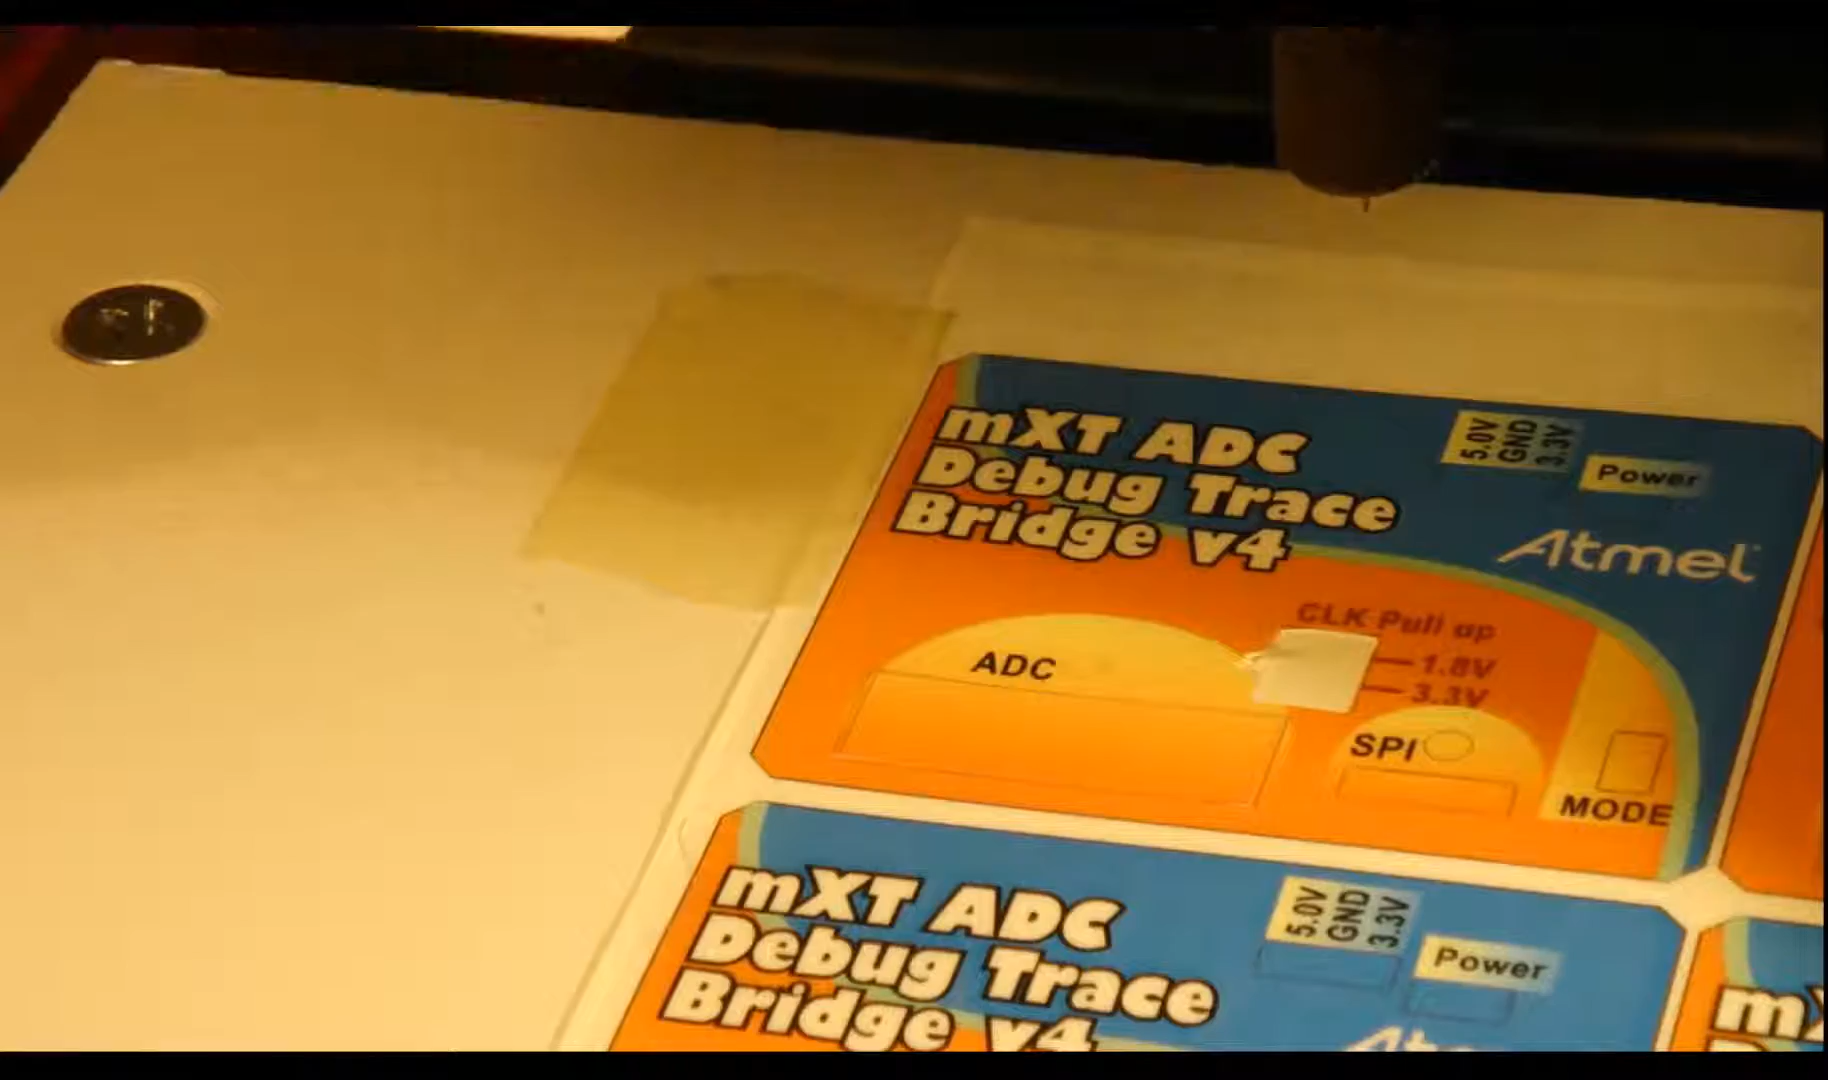 mXT ADC
Debug Trace
Bridge v4
5.0V
GND
3.3V
Power
Atmel
CLK Pull up
1.8V
3.3V
ADC
SPI
MODE
mXT ADC
Debug Trace
Bridge v4
5.0V
GND
3.3V
Power